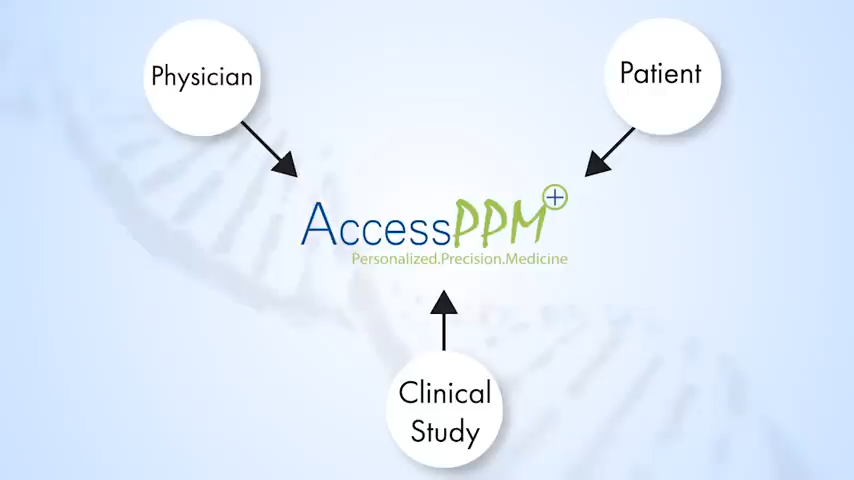 Physician
Patient
AccessPPM+
Personalized.Precision.Medicine
Clinical
Study